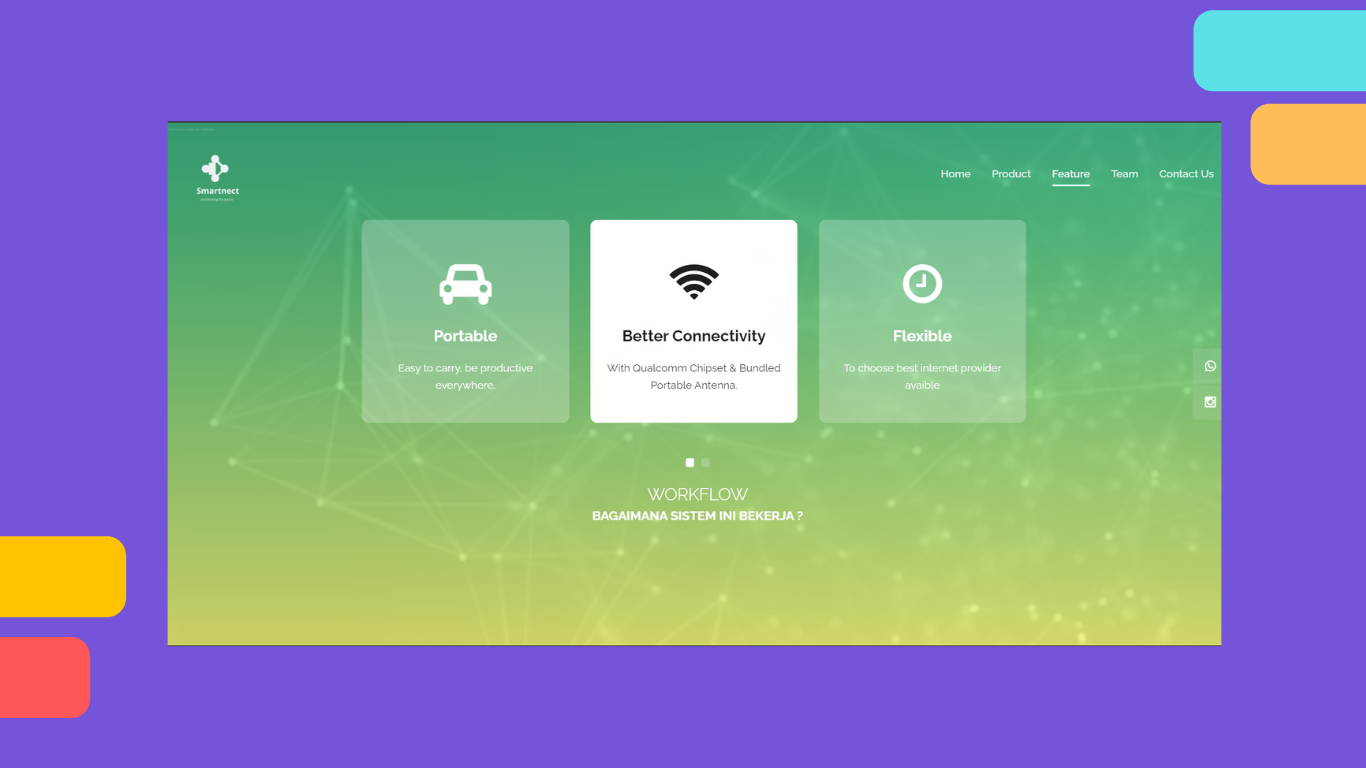 Smartnect
Home Product Feature Team Contact Us
Portable
Easy to carry, be productive
everywhere.
Better Connectivity
With Qualcomm Chipset & Bundled
Portable Antenna.
Flexible
To choose best internet provider
avaible
WORKFLOW
BAGAIMANA SISTEM INI BEKERJA ?